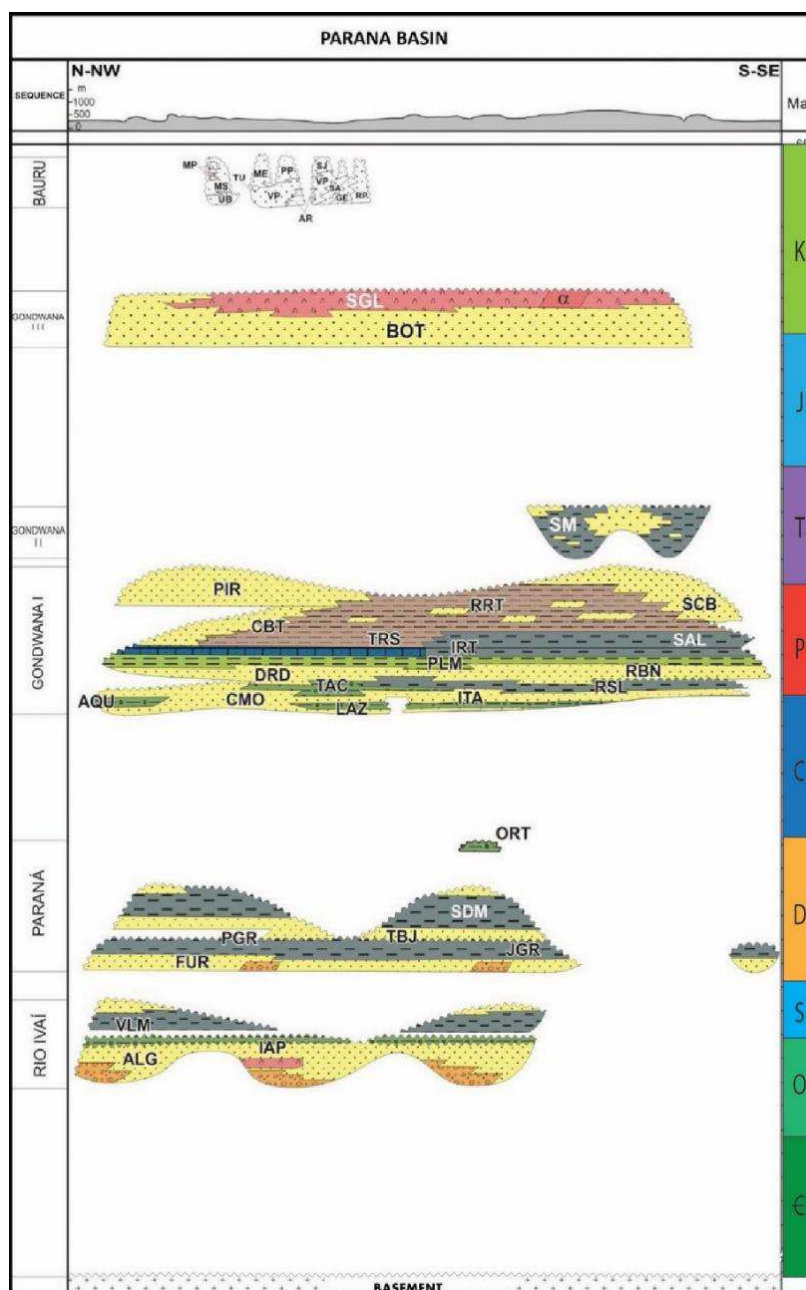 PARANA BASIN
N-NW S-SE
SEQUENCE
m
1000
500
0
Ma
BAURU
MP
MS
UB
TU
ME
PP
VP
AR
SJ
VP
SA
GE
RP
K
GONDWANA
III
SGL
α
BOT
J
GONDWANA
II
SM
T
GONDWANA I
PIR
RRT
SCB
CBT
TRS
IRT
SAL
P
PLM
DRD
RBN
TAC
RSL
AQU
CMO
ITA
LAZ
C
ORT
PARANÁ
SDM
D
PGR
TBJ
JGR
FUR
RIO IVAÍ
S
VLM
IAP
ALG
O
Є
BASEMENT